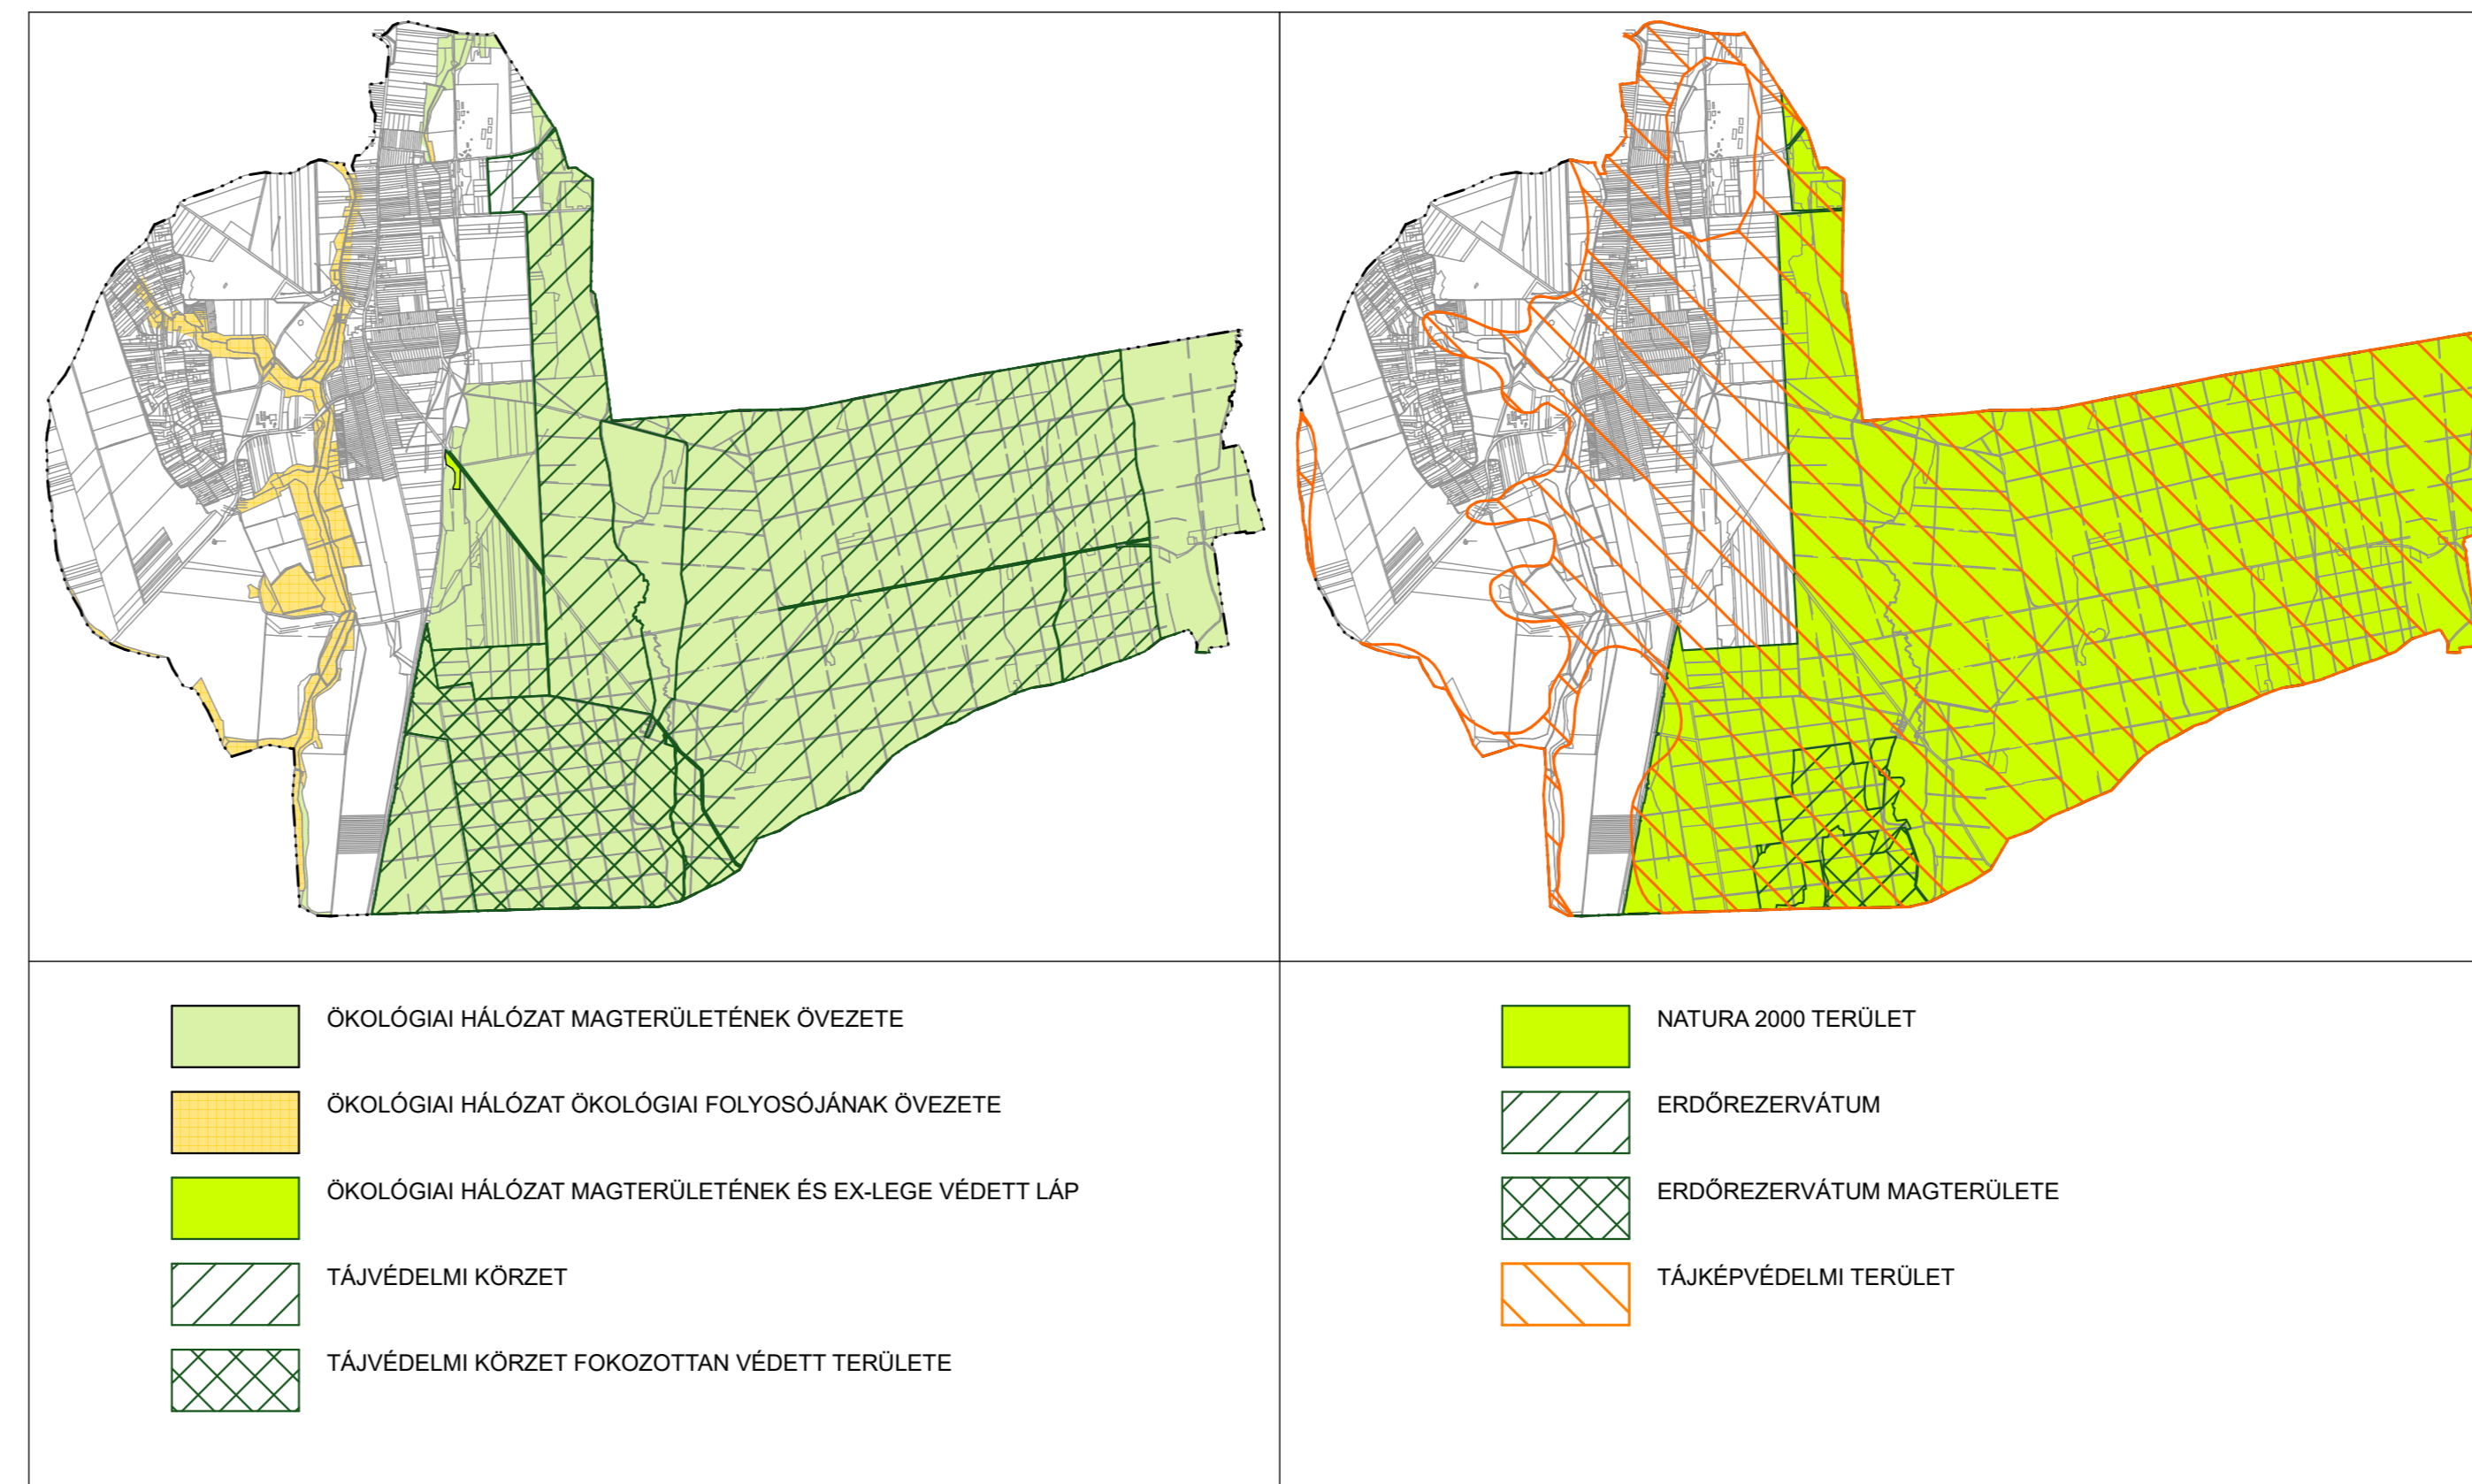 ÖKOLÓGIAI HÁLÓZAT MAGTERÜLETÉNEK ÖVEZETE
ÖKOLÓGIAI HÁLÓZAT ÖKOLÓGIAI FOLYOSÓJÁNAK ÖVEZETE
ÖKOLÓGIAI HÁLÓZAT MAGTERÜLETÉNEK ÉS EX-LEGE VÉDETT LÁP
TÁJVÉDELMI KÖRZET
TÁJVÉDELMI KÖRZET FOKOZOTTAN VÉDETT TERÜLETE
NATURA 2000 TERÜLET
ERDŐREZERVÁTUM
ERDŐREZERVÁTUM MAGTERÜLETE
TÁJKÉPVÉDELMI TERÜLET